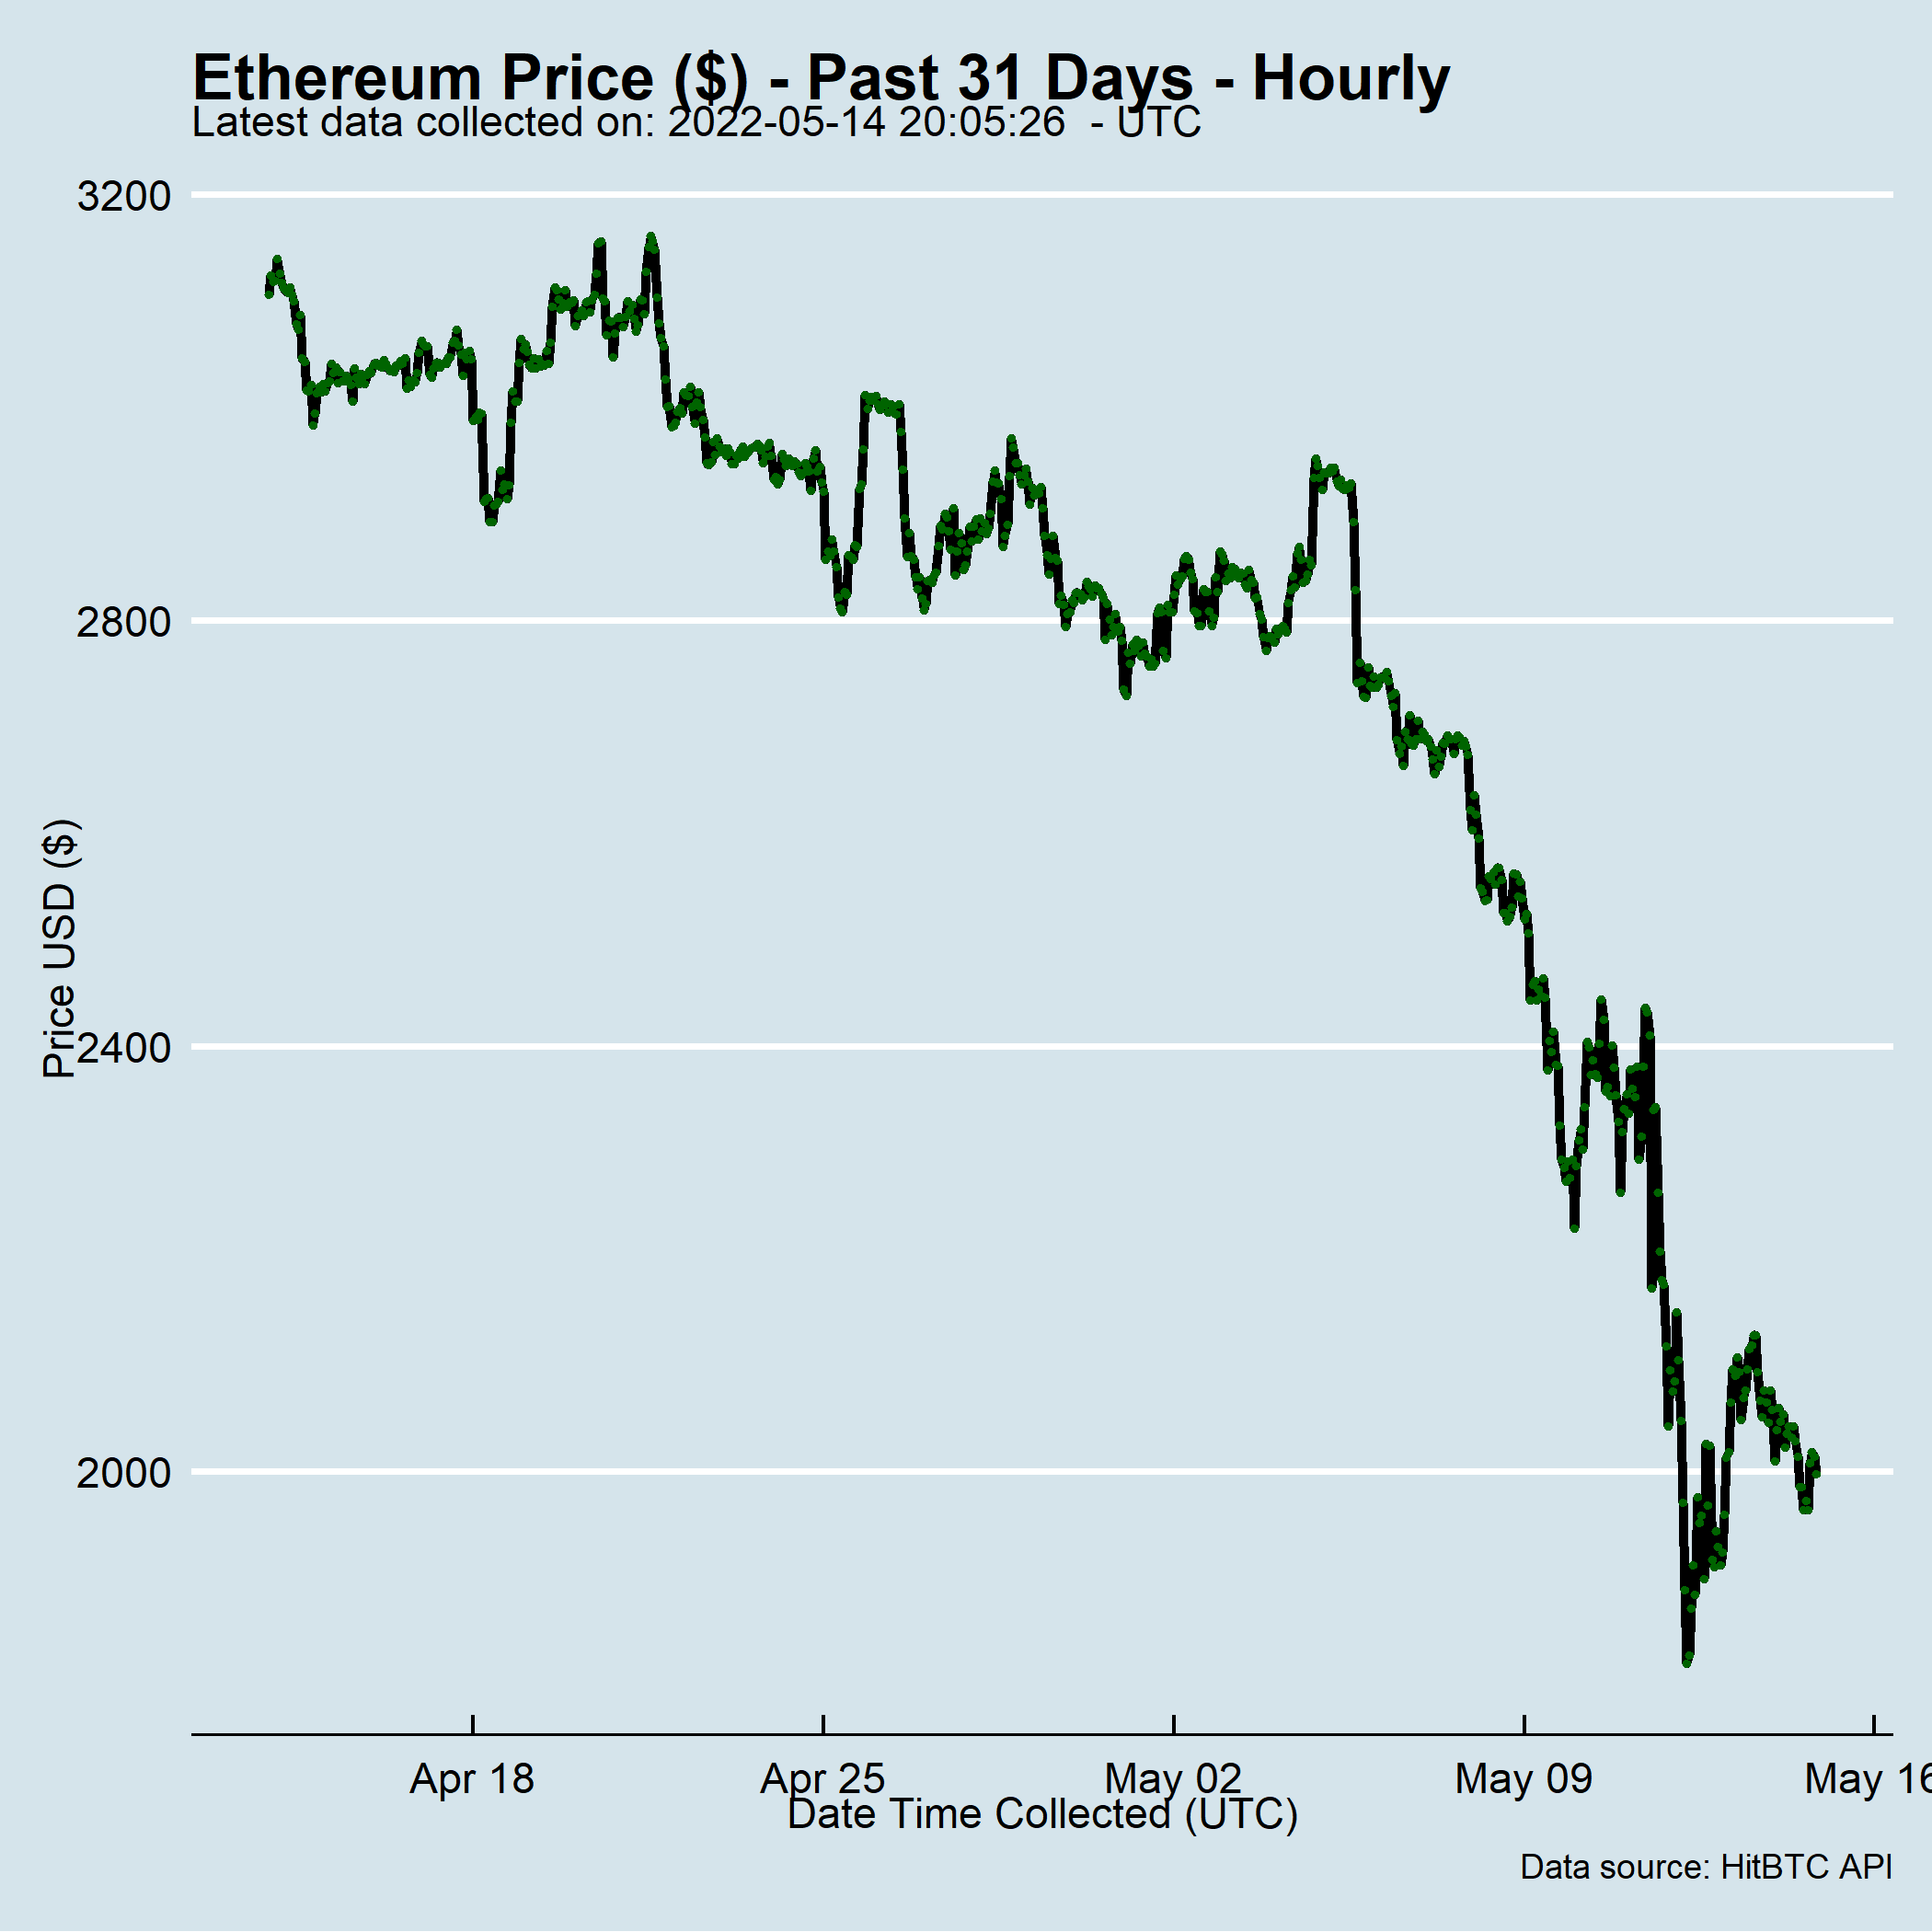 Ethereum Price ($) - Past 31 Days - Hourly
Latest data collected on: 2022-05-14 20:05:26  - UTC
3200
2800
2400
2000
Price USD ($)
Apr 18
Apr 25
May 02
May 09
May 16
Date Time Collected (UTC)
Data source: HitBTC API